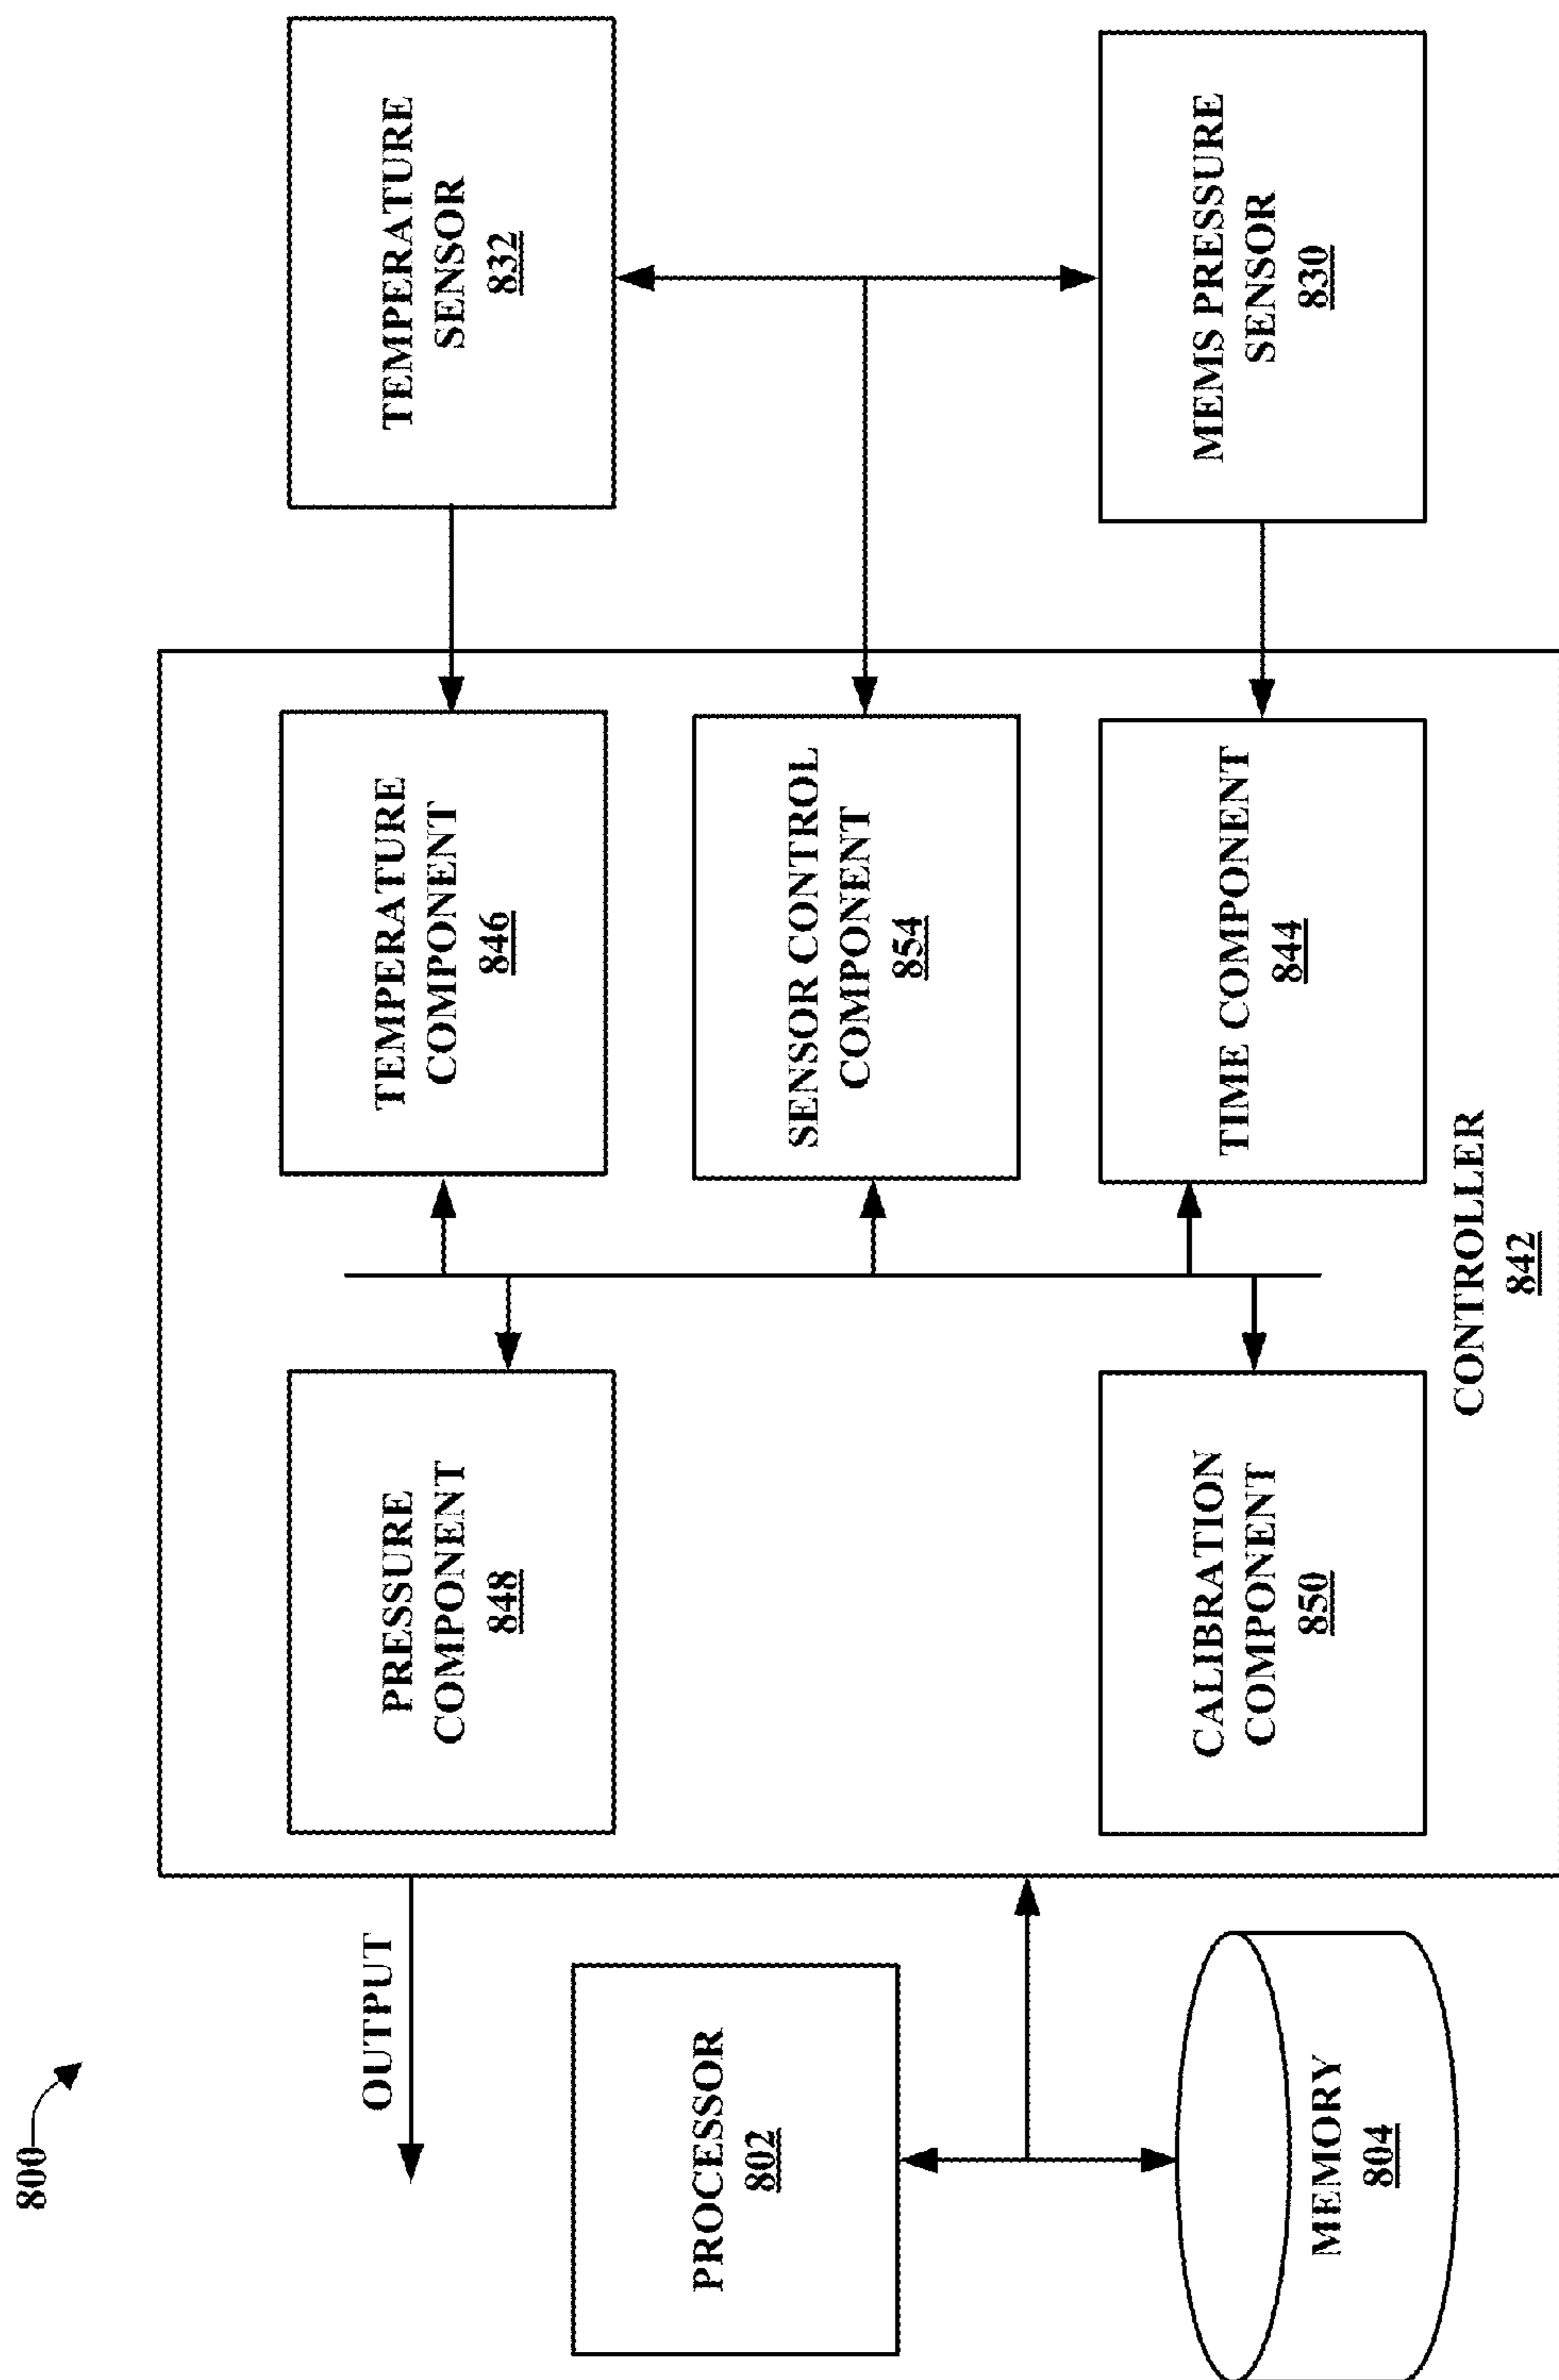 800
OUTPUT
PROCESSOR
802
MEMORY
804
PRESSURE
COMPONENT
848
CALIBRATION
COMPONENT
850
TEMPERATURE
COMPONENT
846
SENSOR CONTROL
COMPONENT
854
TIME COMPONENT
844
CONTROLLER
842
TEMPERATURE
SENSOR
832
MEMS PRESSURE
SENSOR
830